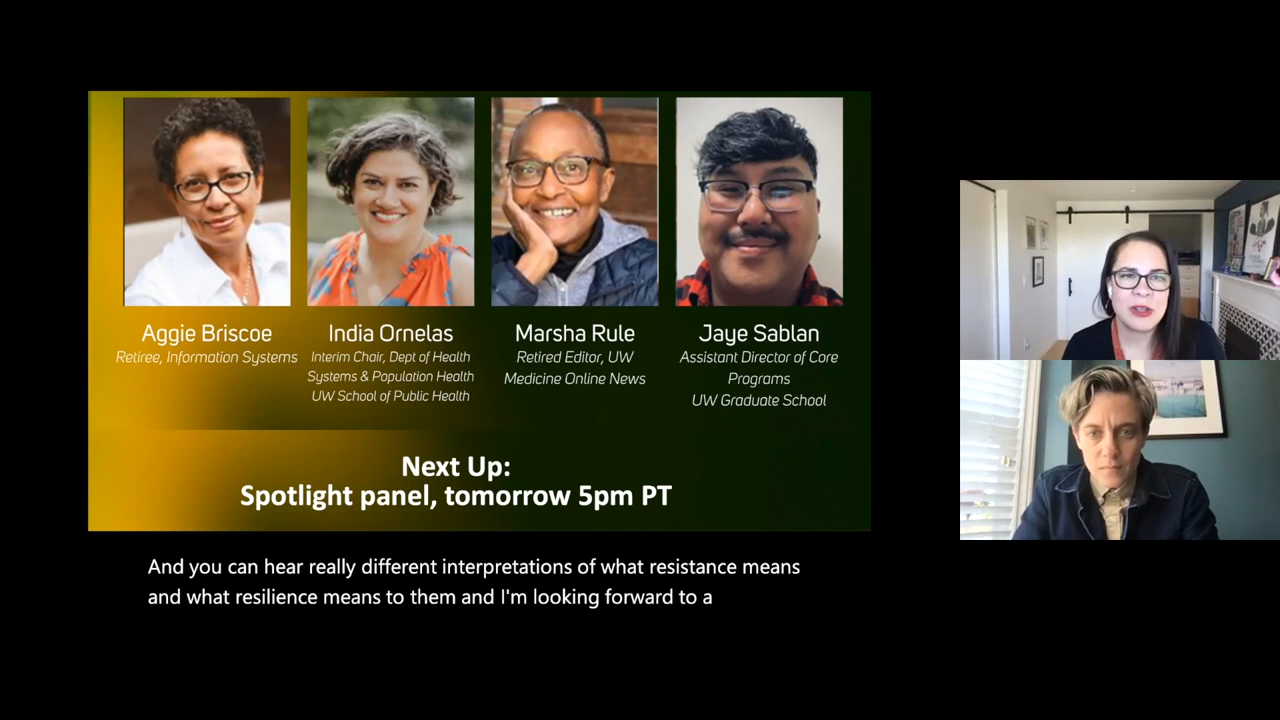 Aggie Briscoe
Retiree, Information Systems
India Ornelas
Interim Chair, Dept of Health
Systems & Population Health
UW School of Public Health
Marsha Rule
Retired Editor, UW
Medicine Online News
Jaye Sablan
Assistant Director of Core
Programs
UW Graduate School
Next Up:
Spotlight panel, tomorrow 5pm PT
And you can hear really different interpretations of what resistance means
and what resilience means to them and I'm looking forward to a